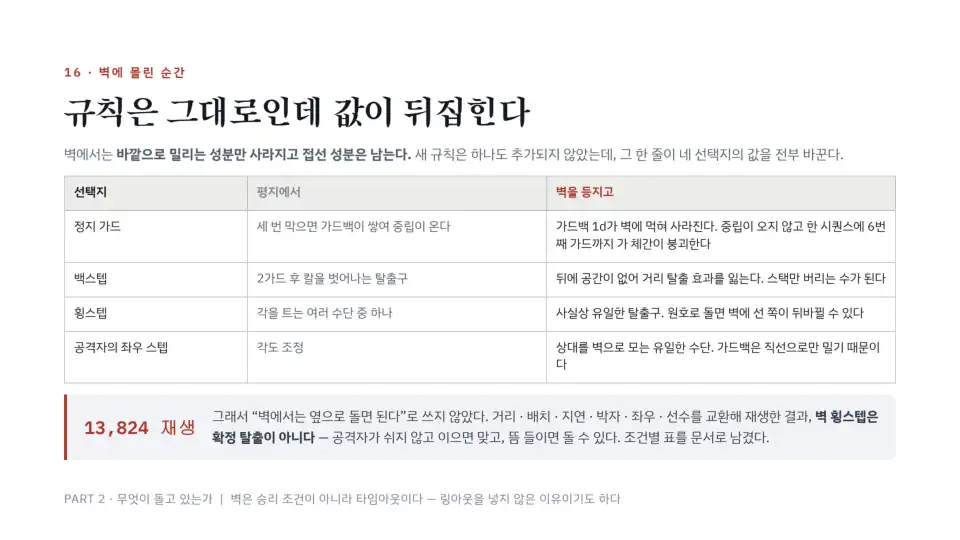 16 · 벽에 몰린 순간
규칙은 그대로인데 값이 뒤집힌다
벽에서는 바깥으로 밀리는 성분만 사라지고 접선 성분은 남는다. 새 규칙은 하나도 추가되지 않았는데, 그 한 줄이 네 선택지의 값을 전부 바꾼다.
선택지 평지에서 벽을 등지고
정지 가드 세 번 막으면 가드백이 쌓여 중립이 온다 가드백 1d가 벽에 먹혀 사라진다. 중립이 오지 않고 한 시퀀스에 6번
째 가드까지 가 체간이 붕괴한다
백스텝 2가드 후 칼을 벗어나는 탈출구 뒤에 공간이 없어 거리 탈출 효과를 잃는다. 스택만 버리는 수가 된다
횡스텝 각을 트는 여러 수단 중 하나 사실상 유일한 탈출구. 원호로 돌면 벽에 선 쪽이 뒤바뀔 수 있다
공격자의 좌우 스텝 각도 조정 상대를 벽으로 모는 유일한 수단. 가드백은 직선으로만 밀기 때문이
다
13,824 재생
그래서 “벽에서는 옆으로 돌면 된다”로 쓰지 않았다. 거리 · 배치 · 지연 · 박자 · 좌우 · 선수를 교환해 재생한 결과, 벽 횡스텝은
확정 탈출이 아니다 — 공격자가 쉬지 않고 이으면 맞고, 뜸 들이면 돌 수 있다. 조건별 표를 문서로 남겼다.
PART 2 · 무엇이 돌고 있는가 | 벽은 승리 조건이 아니라 타임아웃이다 — 링아웃을 넣지 않은 이유이기도 하다